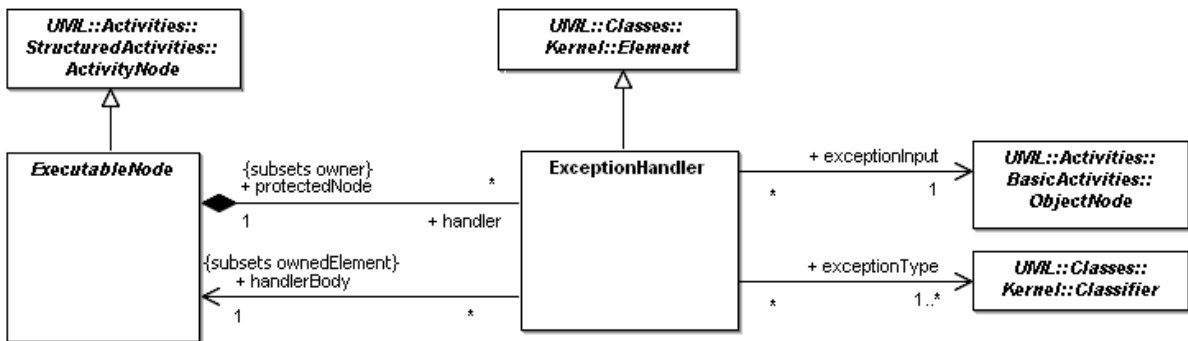 UML::Activities::
StructuredActivities::
ActivityNode
UML::Classes::
Kernel::Element
ExecutableNode
{subsets owner}
+ protectedNode
*
1
+ handler
{subsets ownedElement}
+ handlerBody
1
*
ExceptionHandler
+ exceptionInput
*
1
UML::Activities::
BasicActivities::
ObjectNode
+ exceptionType
*
1..*
UML::Classes::
Kernel::Classifier